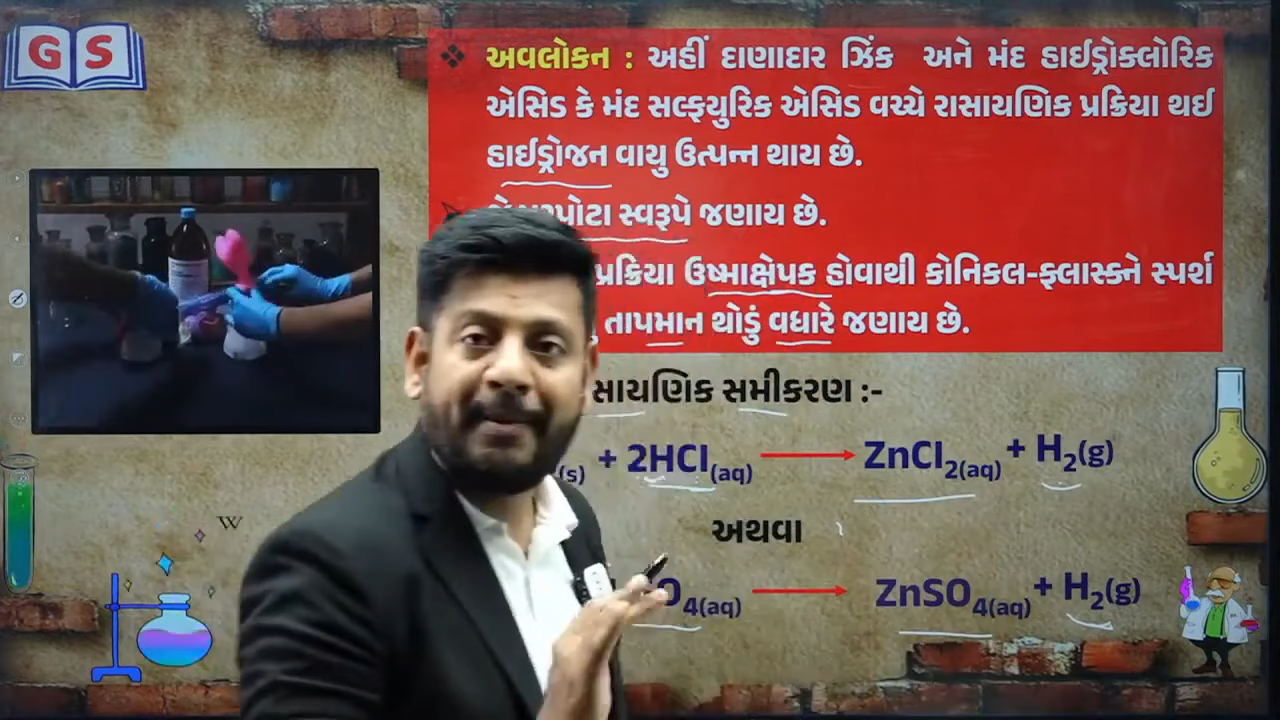 GS
❖ અવલોકન : અહીં દાણાદાર ઝિંક અને મંદ હાઈડ્રોક્લોરિક
એસિડ કે મંદ સલ્ફ્યુરિક એસિડ વચ્ચે રાસાયણિક પ્રક્રિયા થઈ
હાઈડ્રોજન વાયુ ઉત્પન્ન થાય છે.
સ્વરૂપે જણાય છે.
પ્રક્રિયા ઉષ્માક્ષેપક હોવાથી કોનિકલ-ફ્લાસ્કને સ્પર્શ
તાપમાન થોડું વધારે જણાય છે.
સમીકરણ :-
(s) + 2HCl(aq) → ZnCl2(aq) + H2(g)
અથવા
O4(aq) → ZnSO4(aq) + H2(g)
W